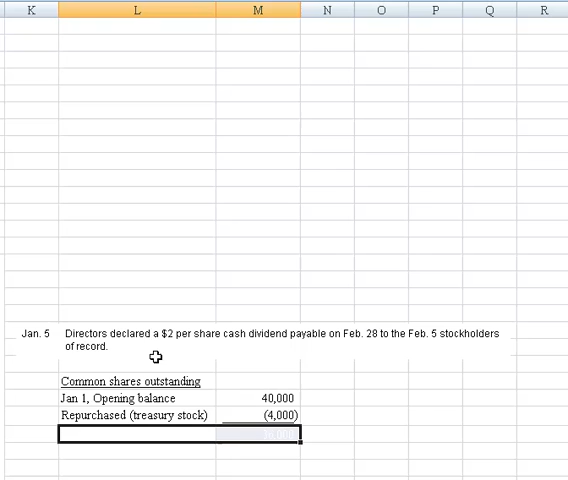 K L M N O P Q R
Jan. 5 Directors declared a $2 per share cash dividend payable on Feb. 28 to the Feb. 5 stockholders
of record.
Common shares outstanding
Jan 1, Opening balance 40,000
Repurchased (treasury stock) (4,000)